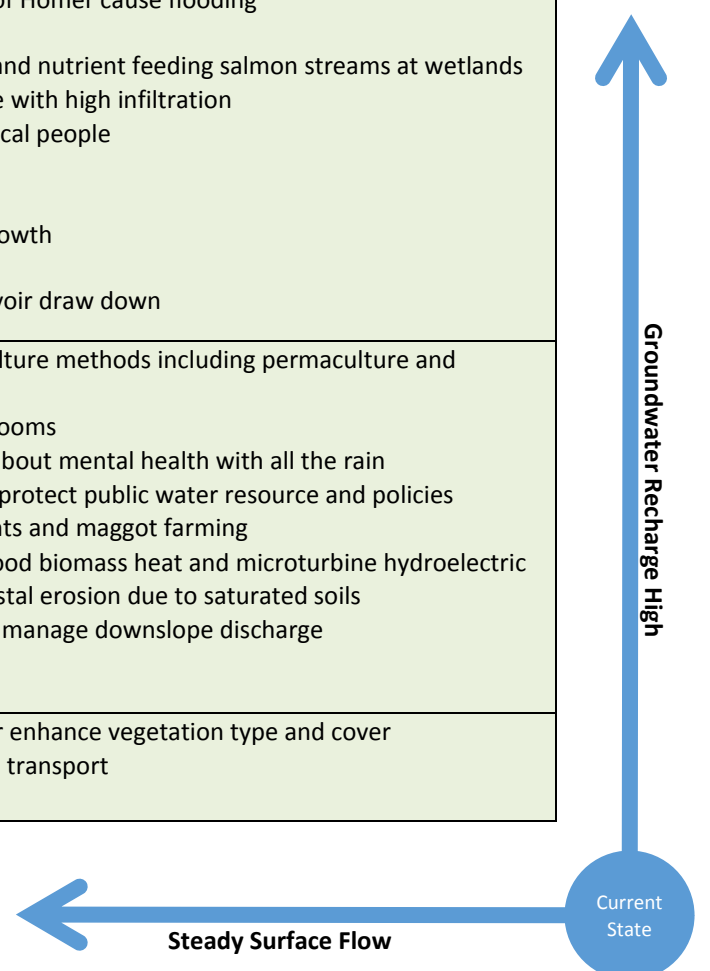 of Homer cause flooding
and nutrient feeding salmon streams at wetlands
with high infiltration
cal people
owth
voir draw down
lture methods including permaculture and
ooms
bout mental health with all the rain
protect public water resource and policies
nts and maggot farming
ood biomass heat and microturbine hydroelectric
stal erosion due to saturated soils
manage downslope discharge
r enhance vegetation type and cover
transport
Groundwater Recharge High
Current
State
Steady Surface Flow